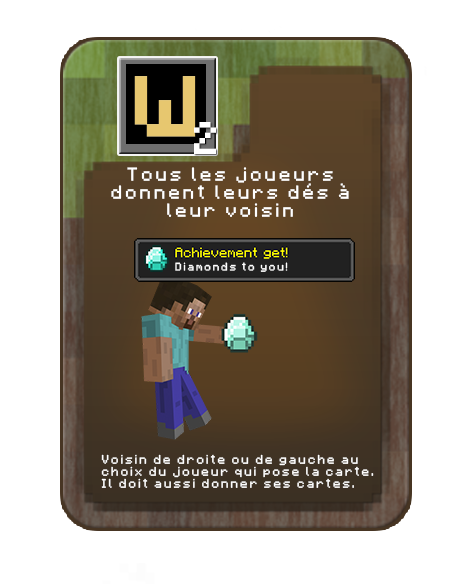 W
2
Tous les joueurs
donnent leurs dés à
leur voisin
Achievement get!
Diamonds to you!
Voisin de droite ou de gauche au
choix du joueur qui pose la carte.
Il doit aussi donner ses cartes.